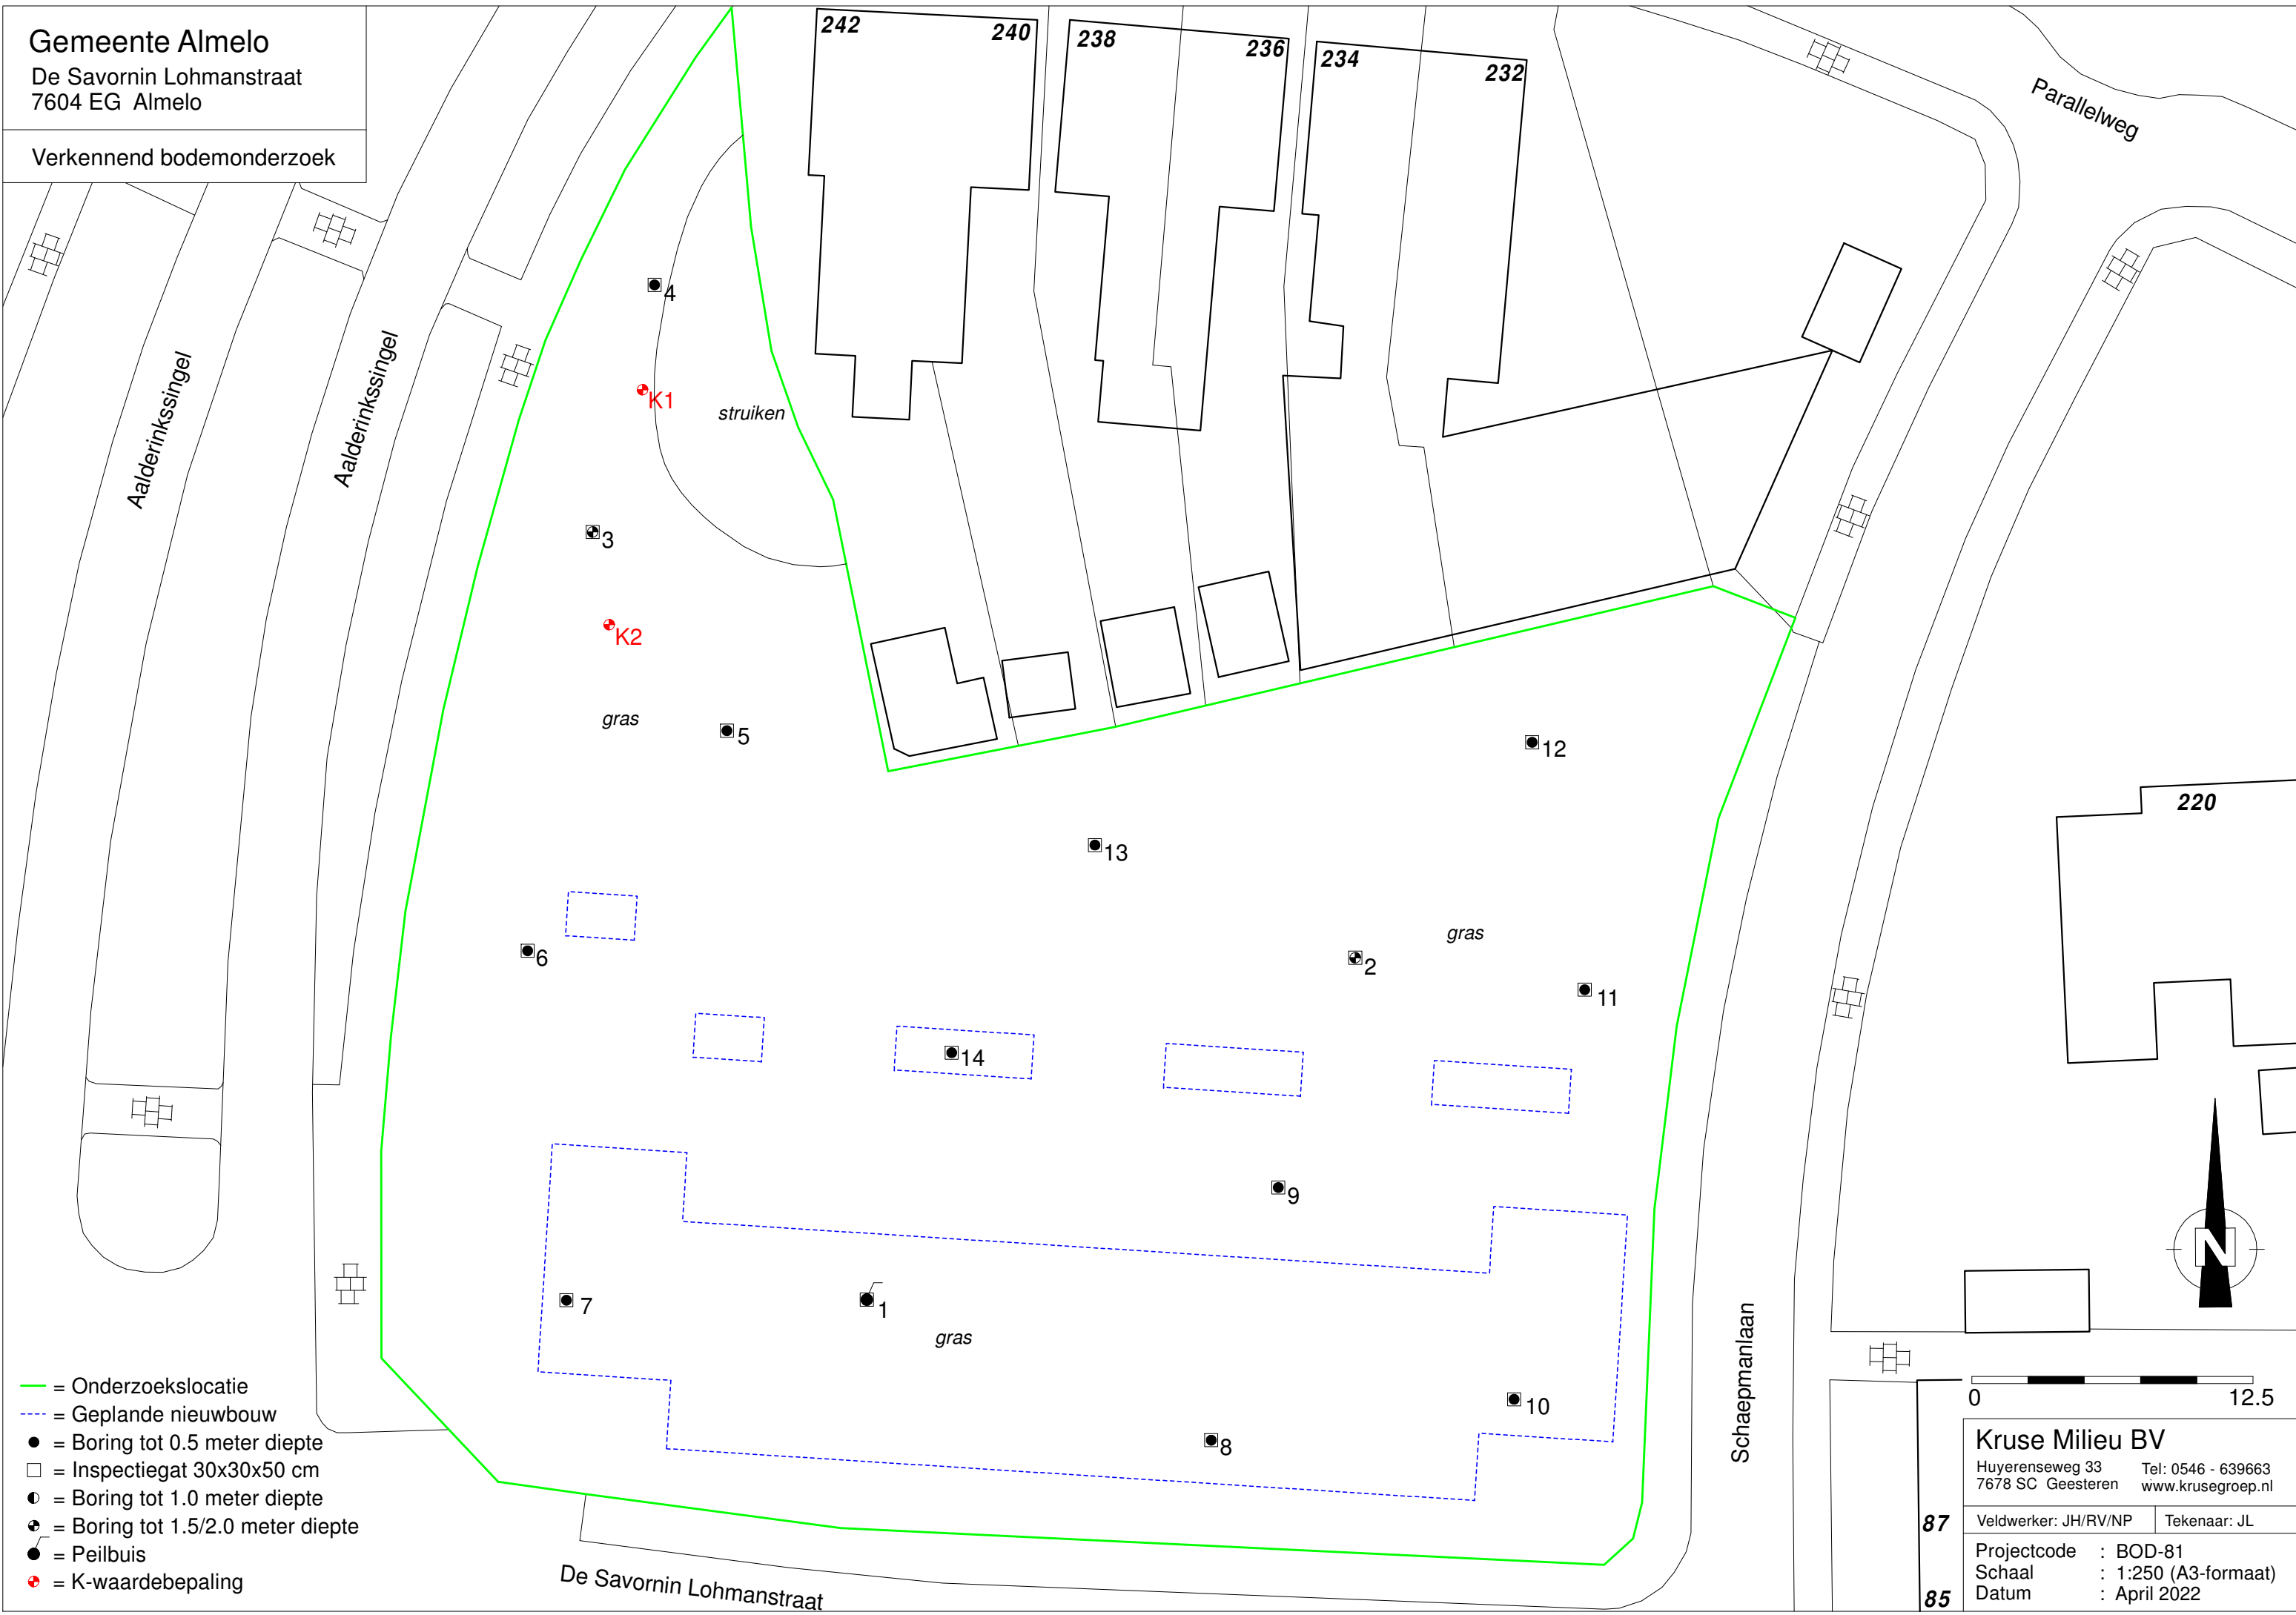 Gemeente Almelo
De Savornin Lohmanstraat
7604 EG Almelo
Verkennend bodemonderzoek
242
240
238
236
234
232
Parallelweg
Aalderinkssingel
Aalderinkssingel
4
K1
struiken
3
K2
gras
5
12
13
220
gras
6
2
11
14
9
7
1
gras
10
8
N
Schaepmanlaan
De Savornin Lohmanstraat
= Onderzoekslocatie
= Geplande nieuwbouw
= Boring tot 0.5 meter diepte
= Inspectiegat 30x30x50 cm
= Boring tot 1.0 meter diepte
= Boring tot 1.5/2.0 meter diepte
= Peilbuis
= K-waardebepaling
0 12.5
87
85
Kruse Milieu BV
Huyerenseweg 33 Tel: 0546 - 639663
7678 SC Geesteren www.krusegroep.nl
Veldwerker: JH/RV/NP Tekenaar: JL
Projectcode : BOD-81
Schaal : 1:250 (A3-formaat)
Datum : April 2022